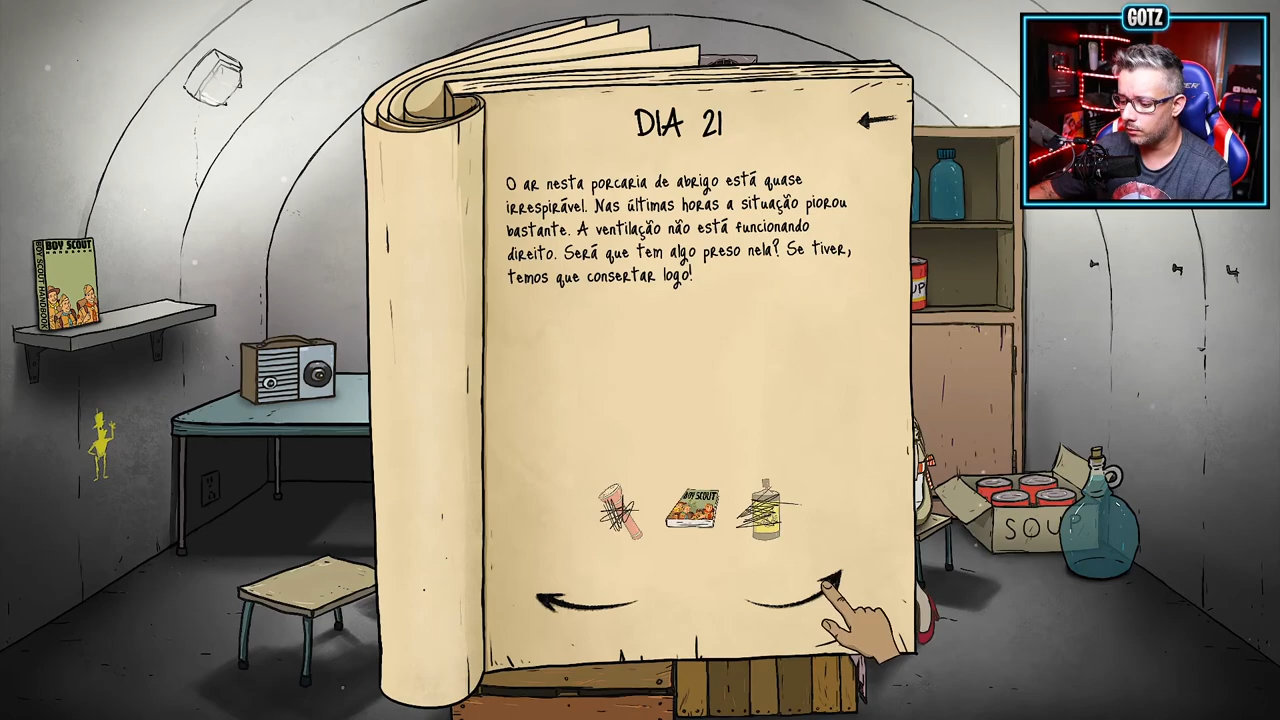 GOTZ
DIA 21
O ar nesta porcaria de abrigo está quase
irrespirável. Nas últimas horas a situação piorou
bastante. A ventilação não está funcionando
direito. Será que tem algo preso nela? Se tiver,
temos que consertar logo!
BOY SCOUT
BOY SCOUT HANDBOOK
BOY SCOUT
UP
SOUP
YouTube